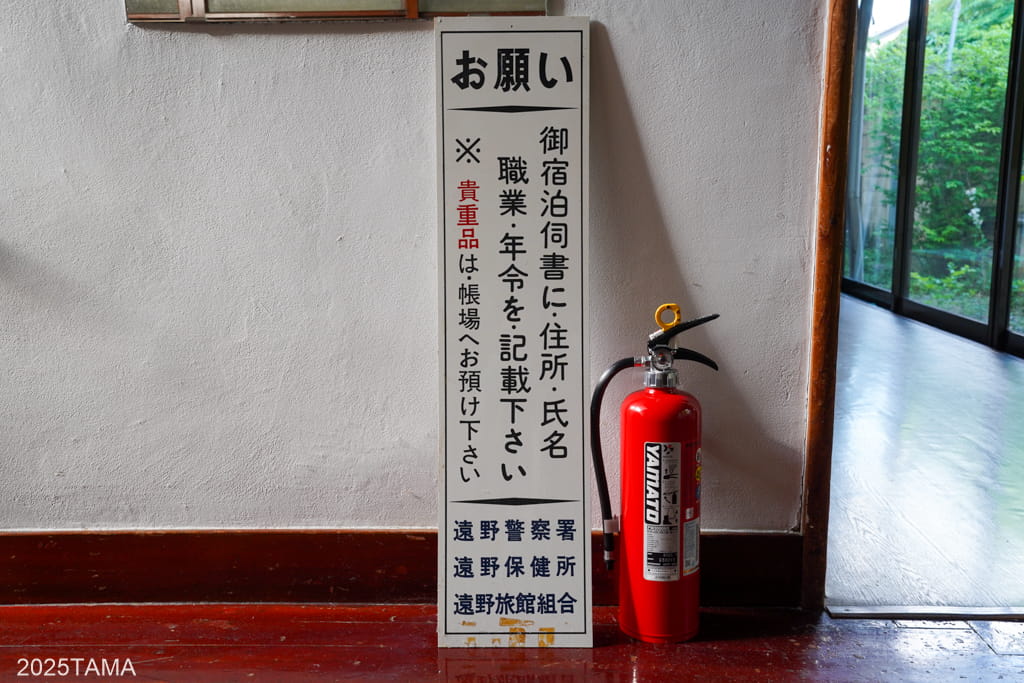 お願い
御宿泊伺書に・住所・氏名
職業・年令を・記載下さい
※ 貴重品は・帳場へお預け下さい
遠野警察署
遠野保健所
遠野旅館組合
YAMATO
2025TAMA